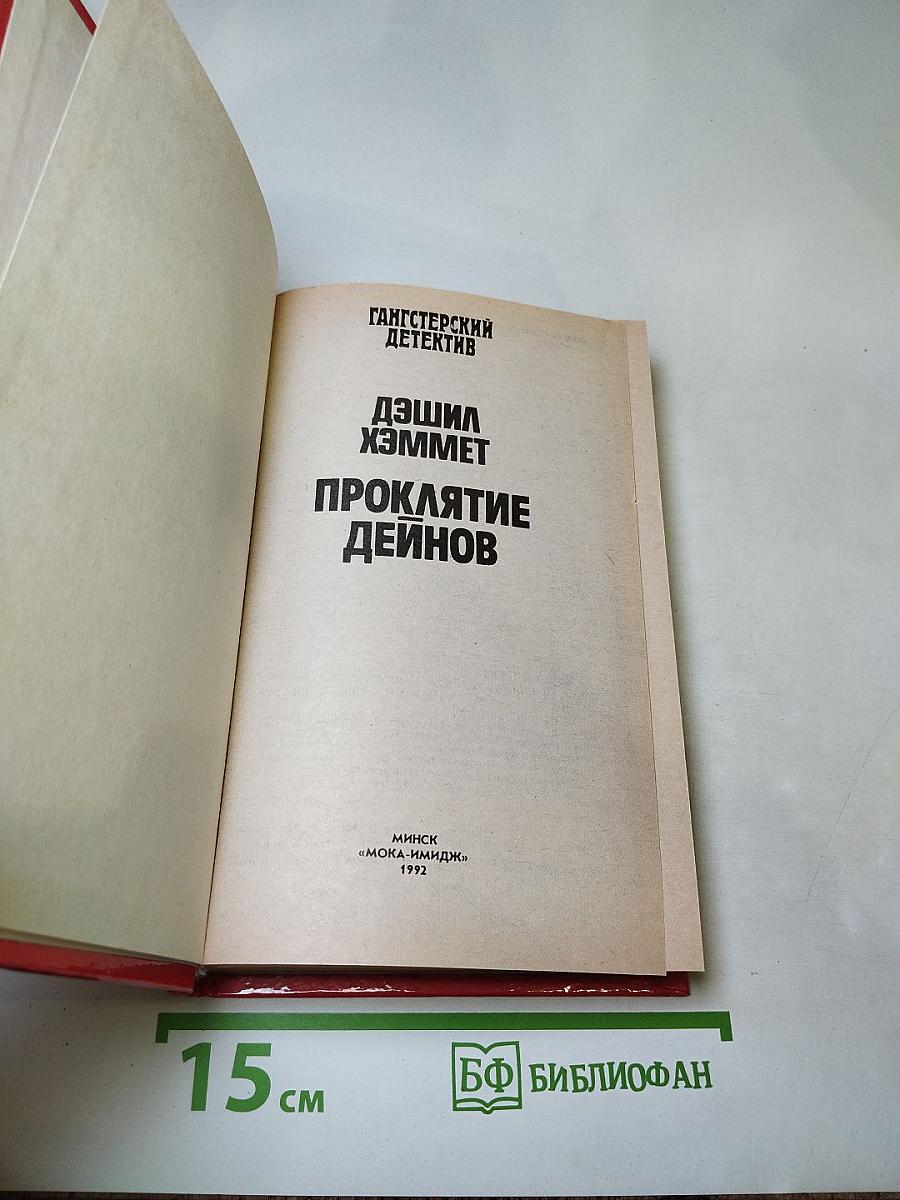 ГАНГСТЕРСКИЙ
ДЕТЕКТИВ
ДЭШИЛ
ХЭММЕТ
ПРОКЛЯТИЕ
ДЕЙНОВ
МИНСК
«МОКА-ИМИДЖ»
1992
15 см
БФ БИБЛИОФАН